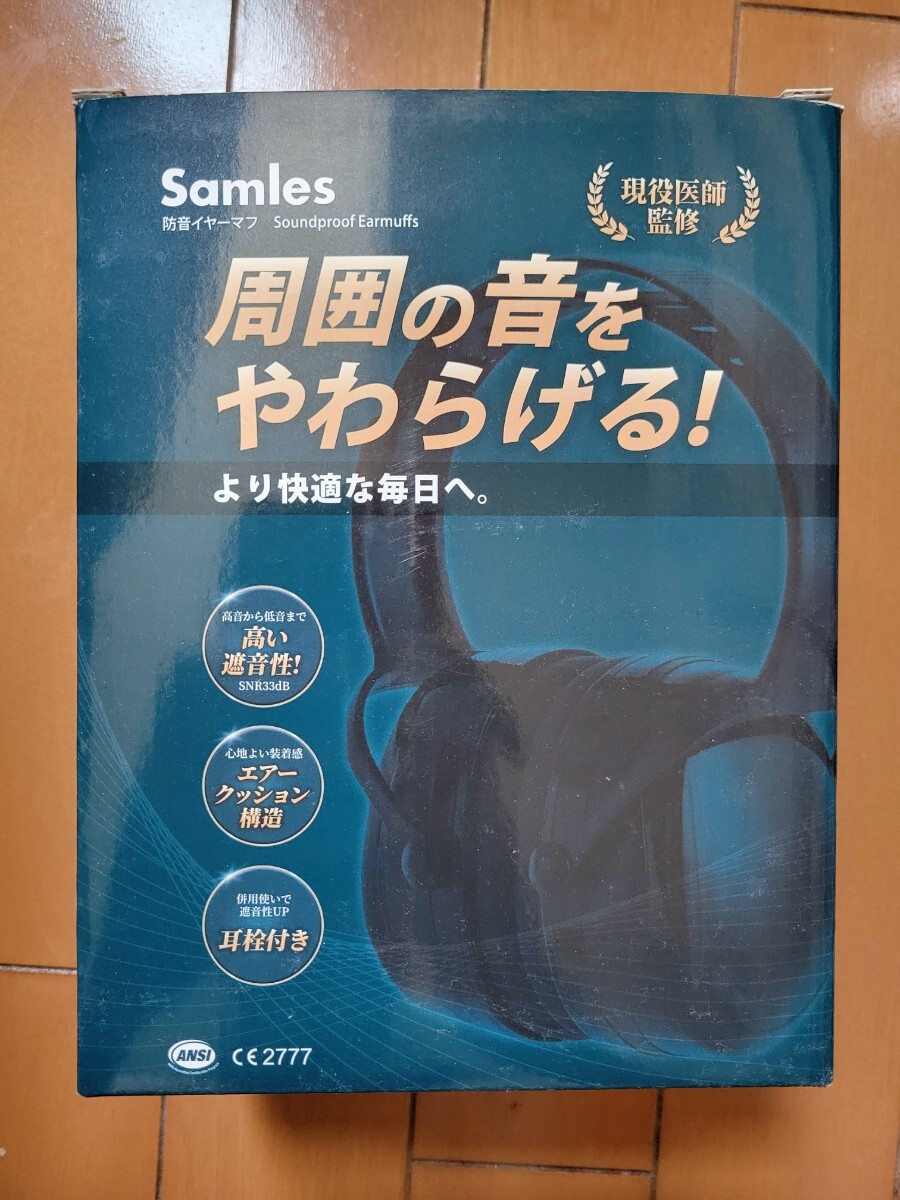 Samles
防音イヤーマフ Soundproof Earmuffs
現役医師
監修
周囲の音を
やわらげる!
より快適な毎日へ。
高音から低音まで
高い
遮音性!
SNR33dB
心地よい装着感
エアー
クッション
構造
併用使いで
遮音性UP
耳栓付き
ANSI
CE 2777